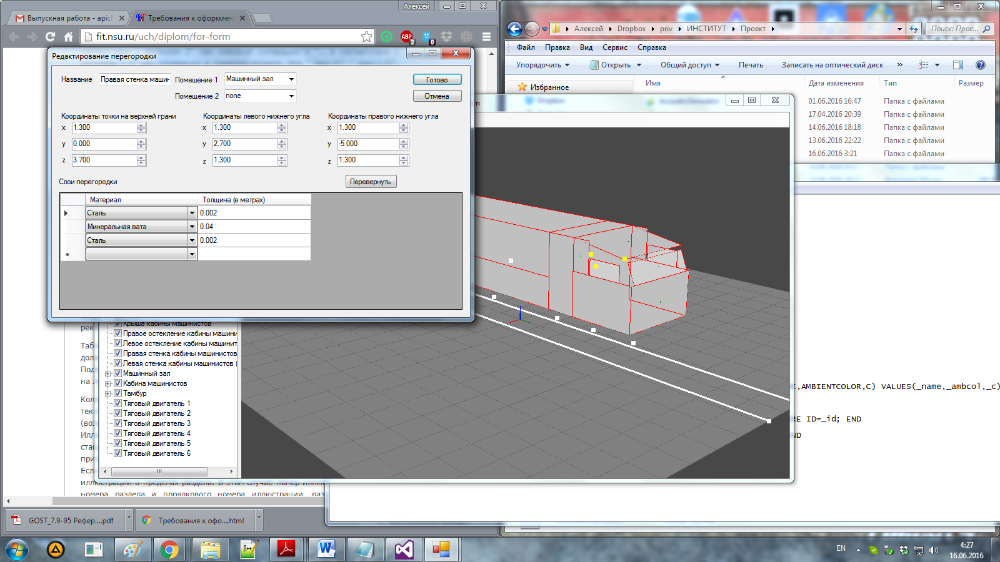 Алексей
Выпускная работа - apich
Требования к оформлен
fit.nsu.ru/uch/diplom/for-form
ABP
2
0
Редактирование перегородки
Название
Правая стенка машин
Помешение 1
Машинный зал
Готово
Помещение 2
none
Отмена
Координаты точки на верхней грани
Координаты левого нижнего угла
Координаты правого нижнего угла
x 1.300 x 1.300 x 1.300
y 0.000 y 2.700 y -5.000
z 3.700 z 1.300 z 1.300
Слои перегородки
Перевернуть
Материал Толщина (в метрах)
Сталь 0.002
Минеральная вата 0.04
Сталь 0.002
*
Алексей Dropbox priv ИНСТИТУТ Проект
Поиск: Прое...
Файл Правка Вид Сервис Справка
Упорядочить Открыть Общий доступ Печать Записать на оптический диск »
Избранное
Имя Дата изменения Тип Размер
01.06.2016 16:47 Папка с файлами
17.04.2016 20:39 Папка с файлами
14.06.2016 18:18 Папка с файлами
13.06.2016 22:22 Папка с файлами
16.06.2016 3:21 Папка с файлами
Крыша кабины машинистов
Правое остекление кабины машини
Левое остекление кабины машинит
Правая стенка кабины машинистов
Левая стенка кабины машинистов (
Машинный зал
Кабина машинистов
Тамбур
Тяговый двигатель 1
Тяговый двигатель 2
Тяговый двигатель 3
Тяговый двигатель 4
Тяговый двигатель 5
Тяговый двигатель 6
рек
Таб
дол
Под
на
Кол
тек
(воз
Илл
ста
при
Есл
иллюстраций в пределах раздела. В этом случае номер иллюс
номера раздела и порядкового номера иллюстрации, раз
E,AMBIENTCOLOR,C) VALUES(_name,_ambcol,_c)
RE ID=_id; END
ND
GOST_7.9-95 Рефер....pdf
Требования к офо....html
EN
4:27
16.06.2016